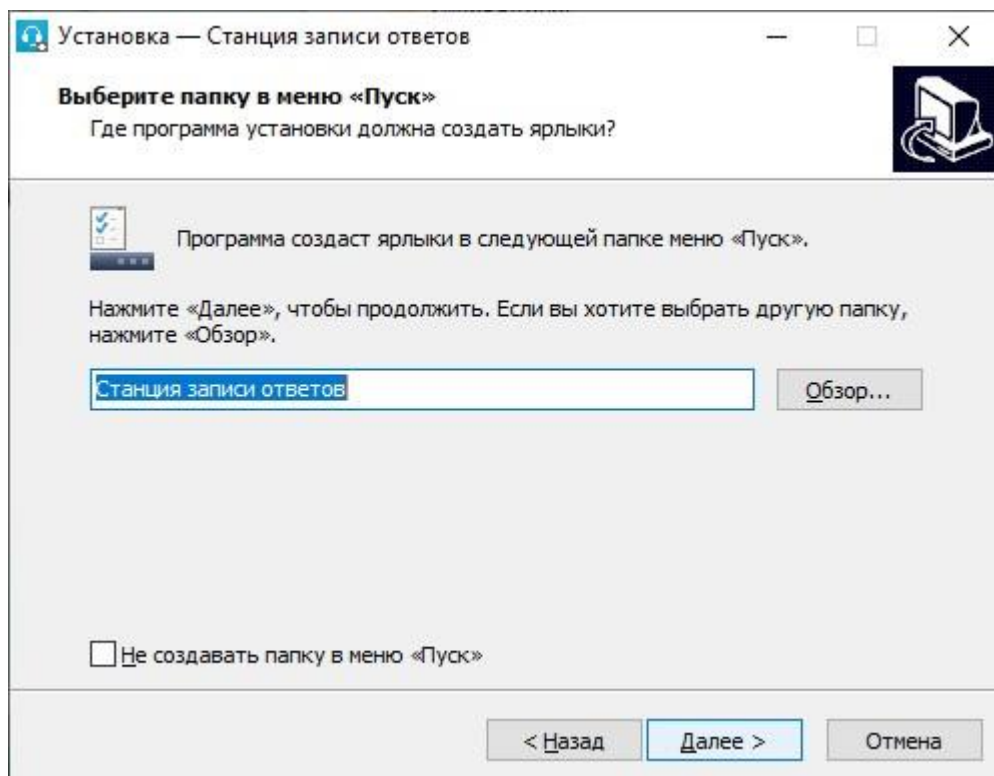 Установка — Станция записи ответов
Выберите папку в меню «Пуск»
Где программа установки должна создать ярлыки?
Программа создаст ярлыки в следующей папке меню «Пуск».
Нажмите «Далее», чтобы продолжить. Если вы хотите выбрать другую папку,
нажмите «Обзор».
Станция записи ответов
Обзор...
Не создавать папку в меню «Пуск»
< Назад
Далее >
Отмена